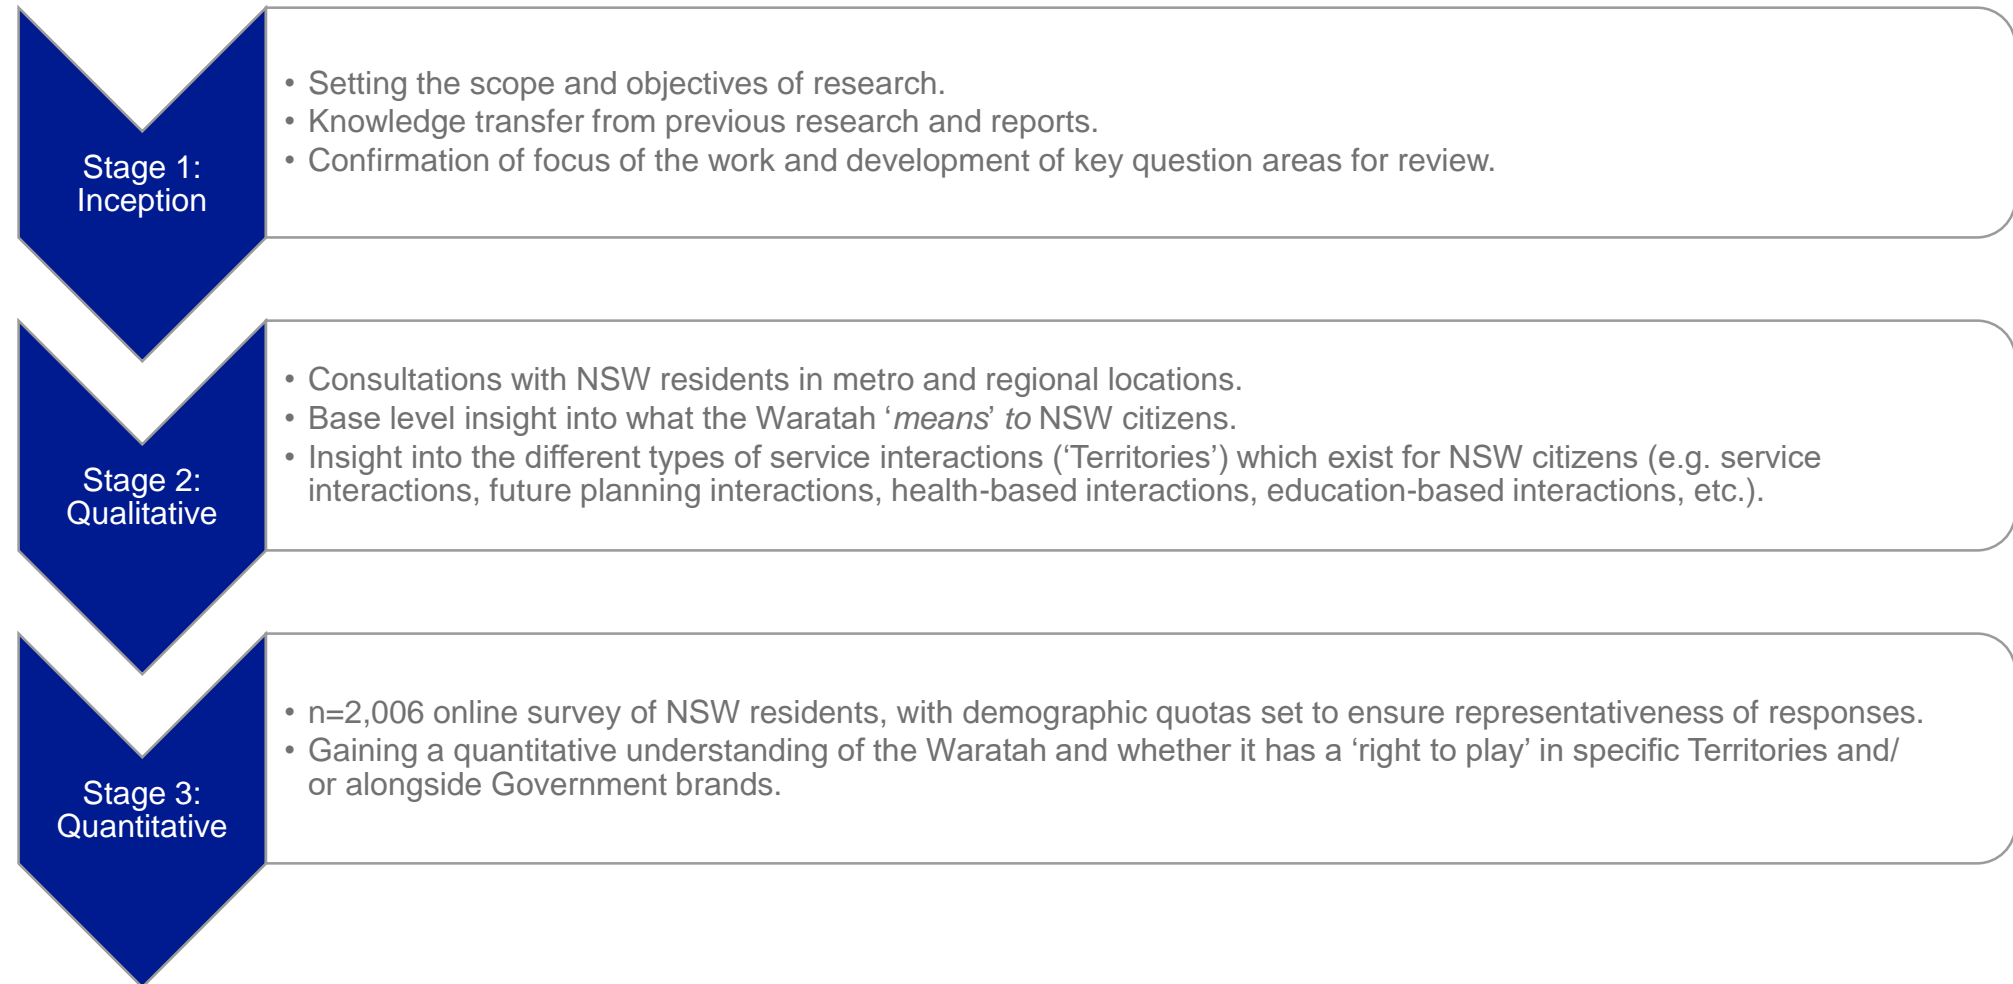 Stage 1:
Inception
• Setting the scope and objectives of research.
• Knowledge transfer from previous research and reports.
• Confirmation of focus of the work and development of key question areas for review.
Stage 2:
Qualitative
• Consultations with NSW residents in metro and regional locations.
• Base level insight into what the Waratah ‘means’ to NSW citizens.
• Insight into the different types of service interactions (‘Territories’) which exist for NSW citizens (e.g. service
interactions, future planning interactions, health-based interactions, education-based interactions, etc.).
Stage 3:
Quantitative
• n=2,006 online survey of NSW residents, with demographic quotas set to ensure representativeness of responses.
• Gaining a quantitative understanding of the Waratah and whether it has a ‘right to play’ in specific Territories and/
or alongside Government brands.